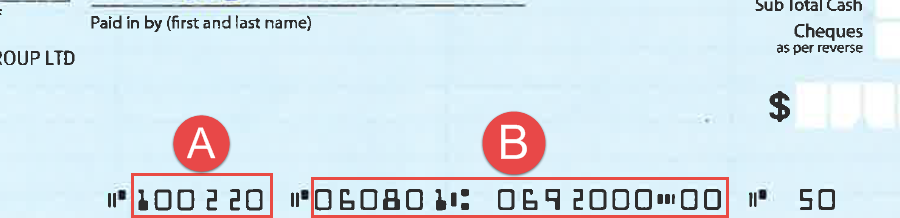 Sub Total Cash
Paid in by (first and last name)
Cheques
as per reverse
ROUP LTD
$
A
B
⑈100220 ⑈060801⑆ 0692000⑉00 ⑈ 50